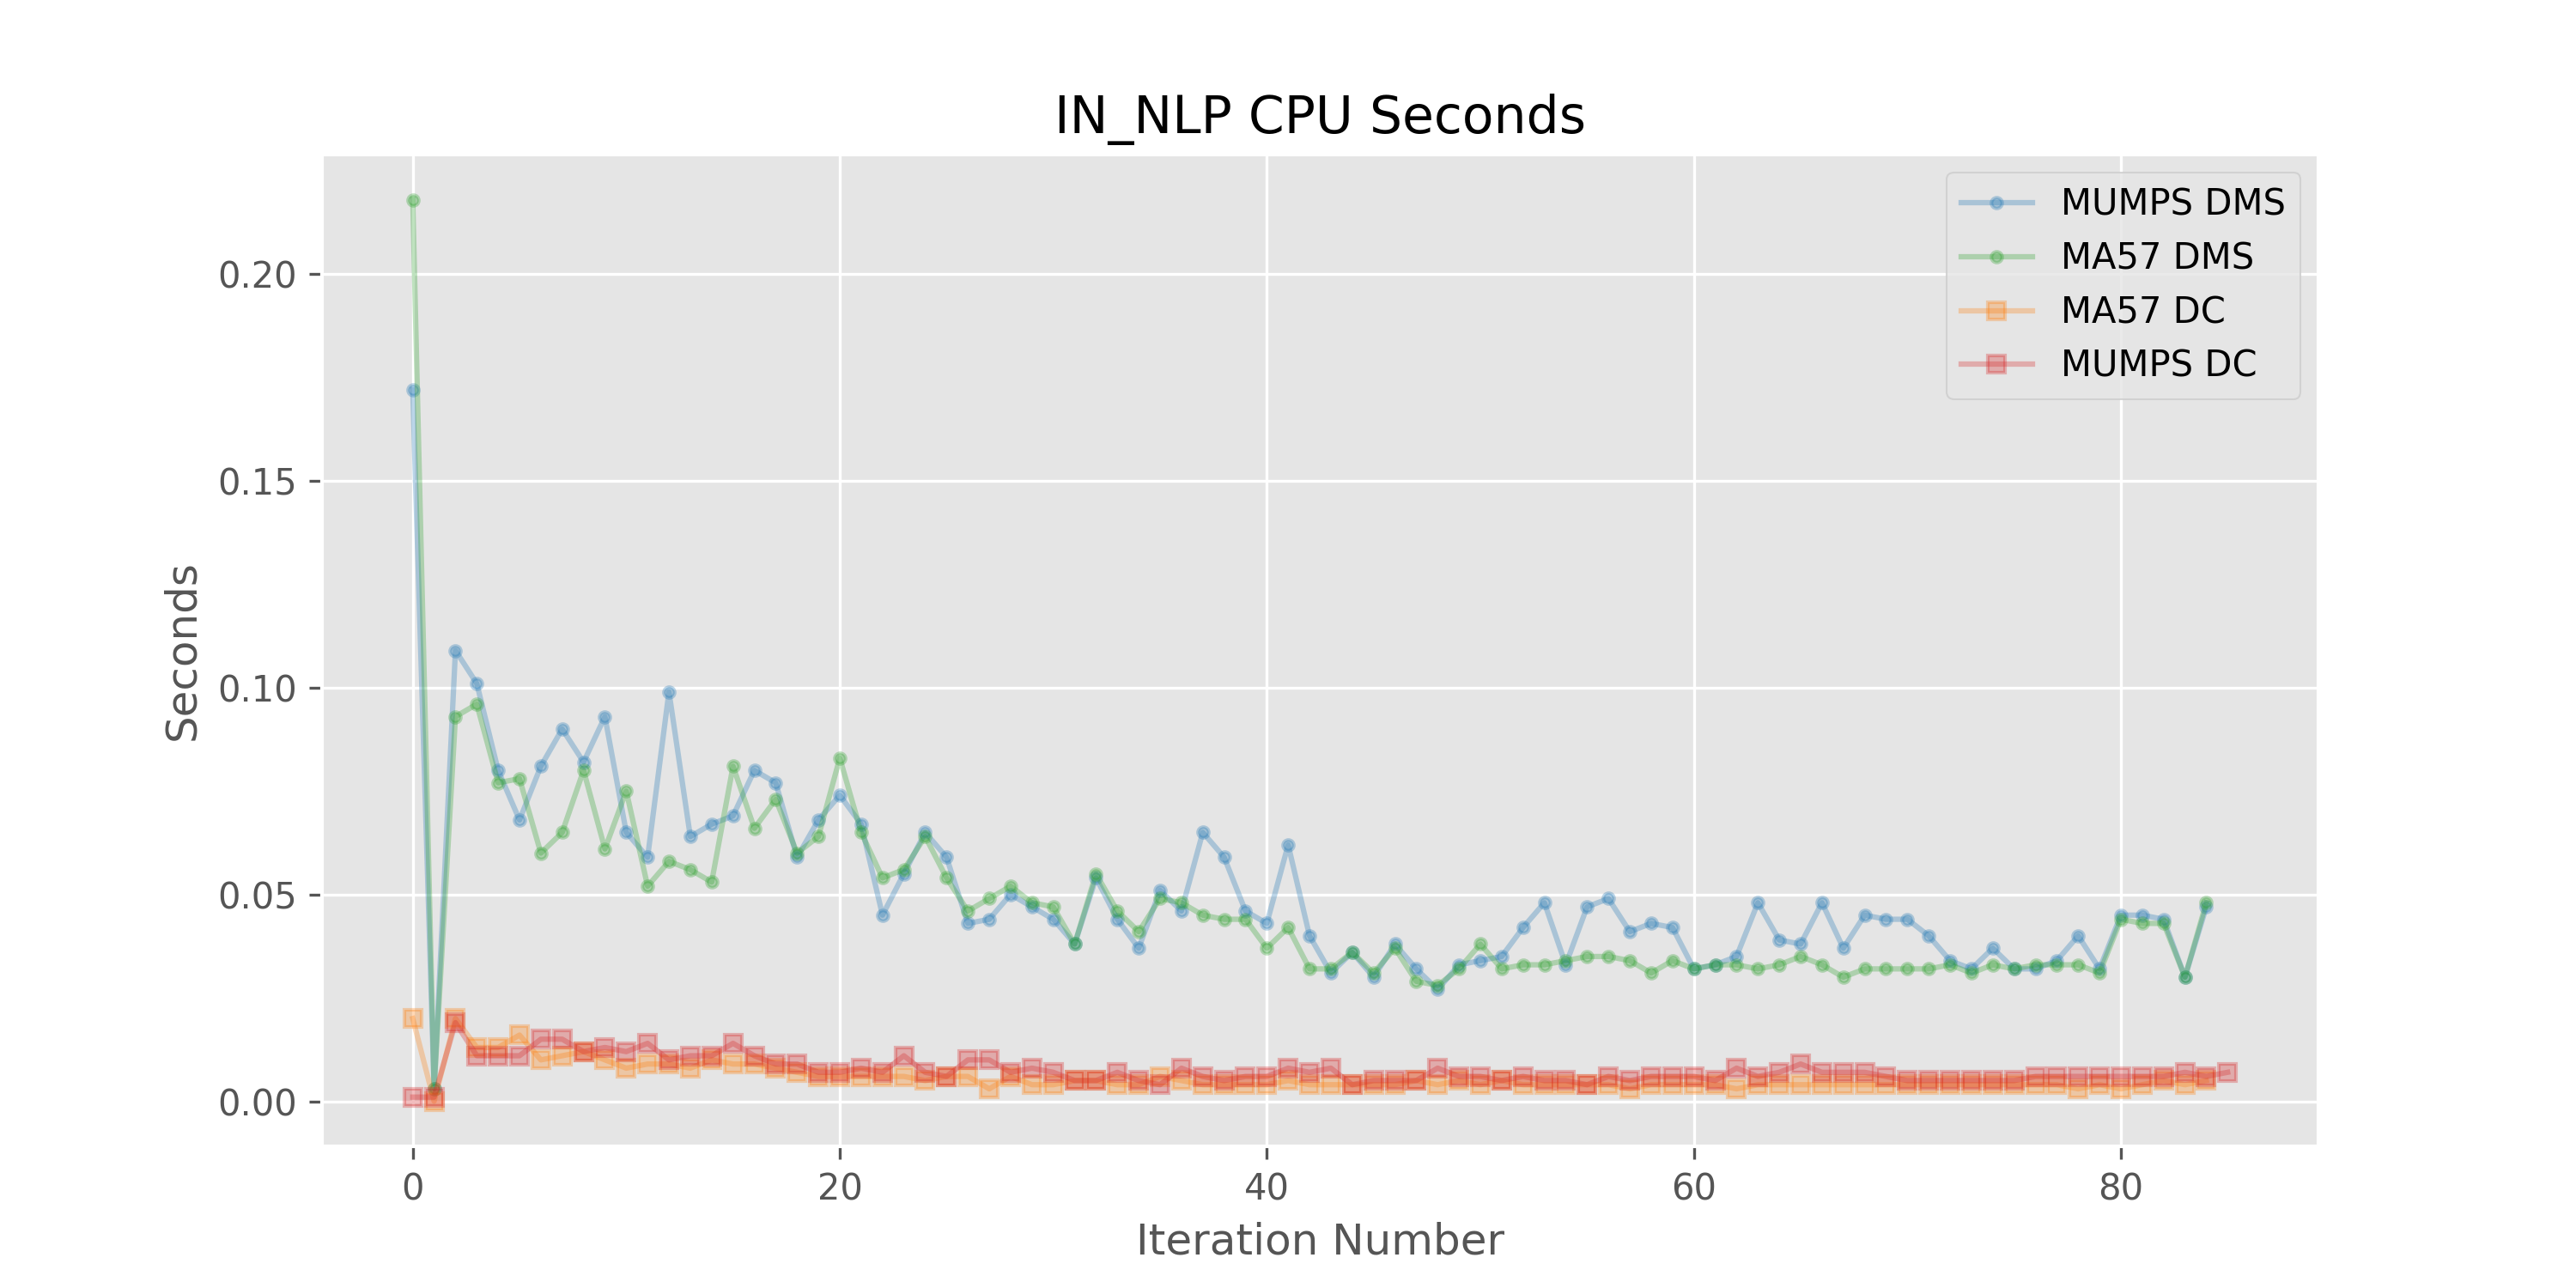 IN_NLP CPU Seconds
MUMPS DMS
MA57 DMS
MA57 DC
MUMPS DC
0.20
0.15
0.10
0.05
0.00
Seconds
0 20 40 60 80
Iteration Number